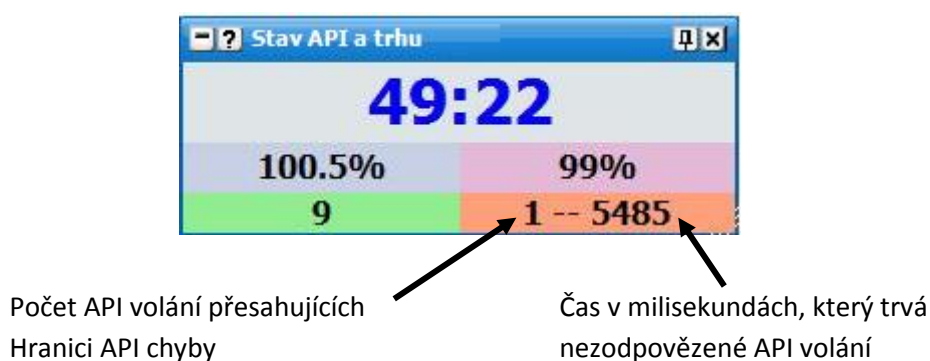 Stav API a trhu
49:22
100.5% 99%
9 1 -- 5485
Počet API volání přesahujících
Hranici API chyby
Čas v milisekundách, který trvá
nezodpovězené API volání